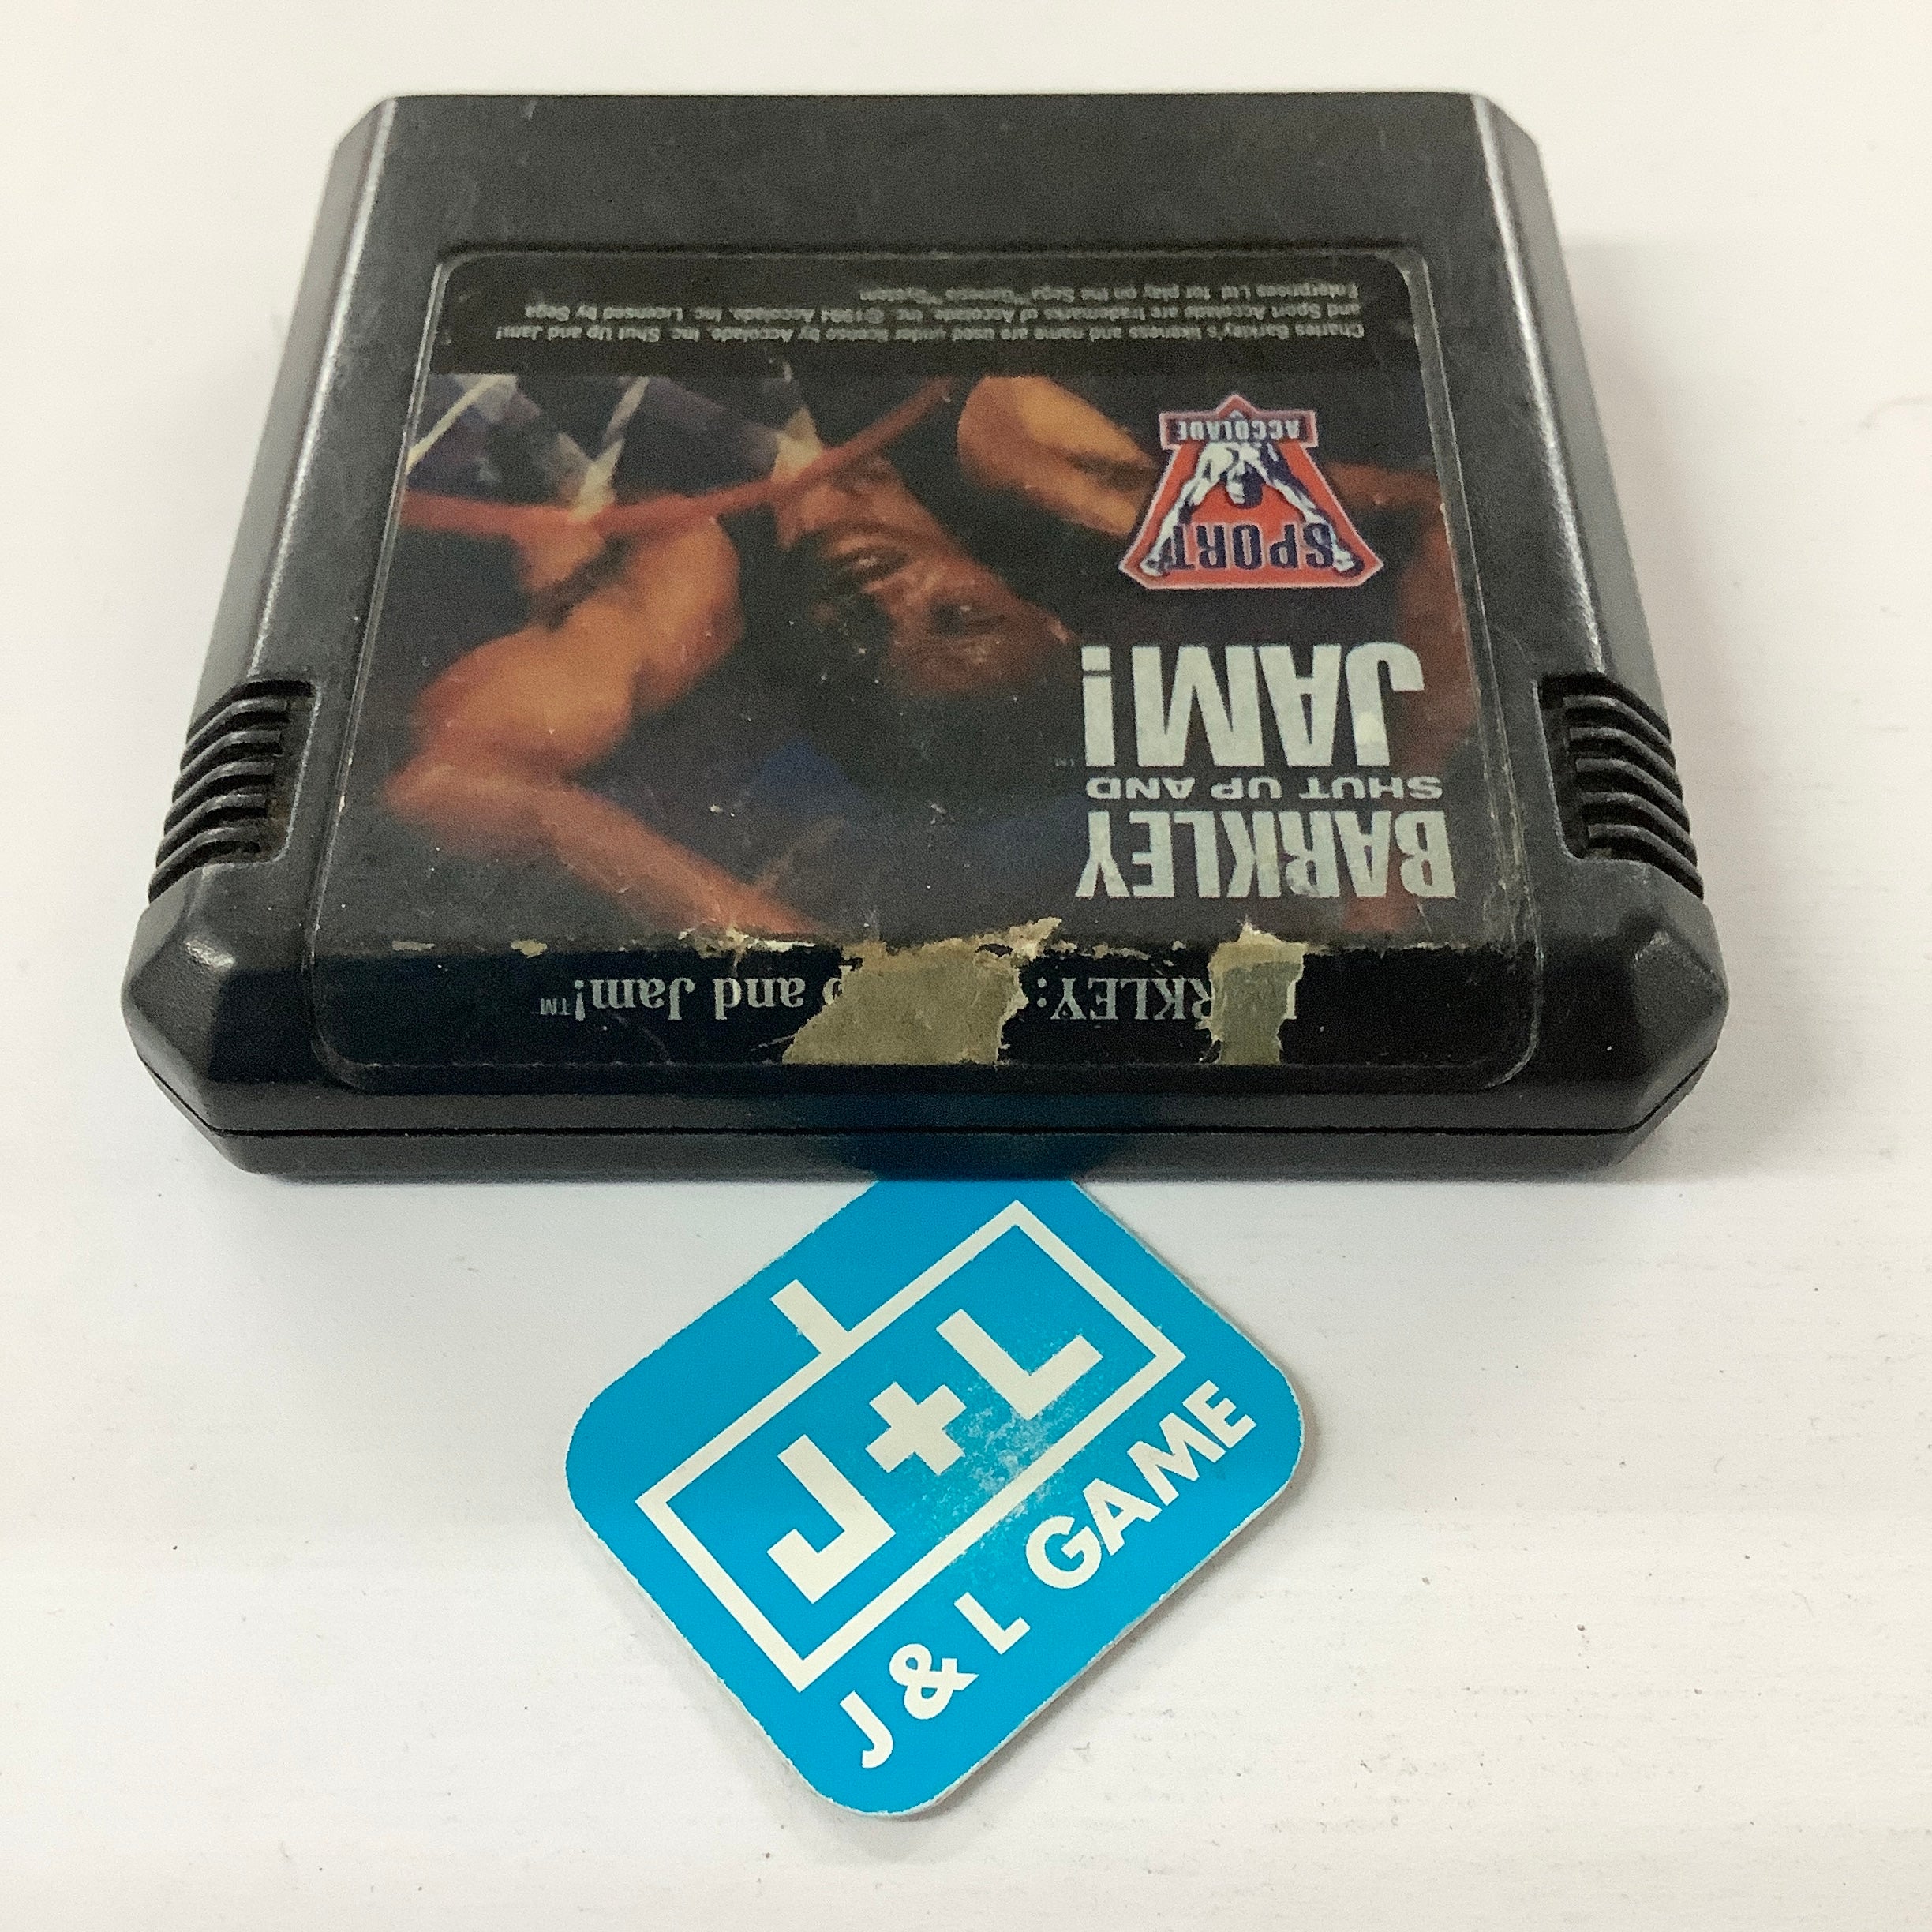 BARKLEY
SHUT UP AND
JAM!™
SPORT
ACCOLADE
Charles Barkley's likeness and name are used under license by Accolade, Inc. Shut Up and Jam!
and Sport Accolade are trademarks of Accolade, Inc. ©1994 Accolade, Inc. Licensed by Sega
Enterprises Ltd. for play on the Sega™ Genesis™ System.
RKLEY: and Jam!™
J+L
J & L GAME